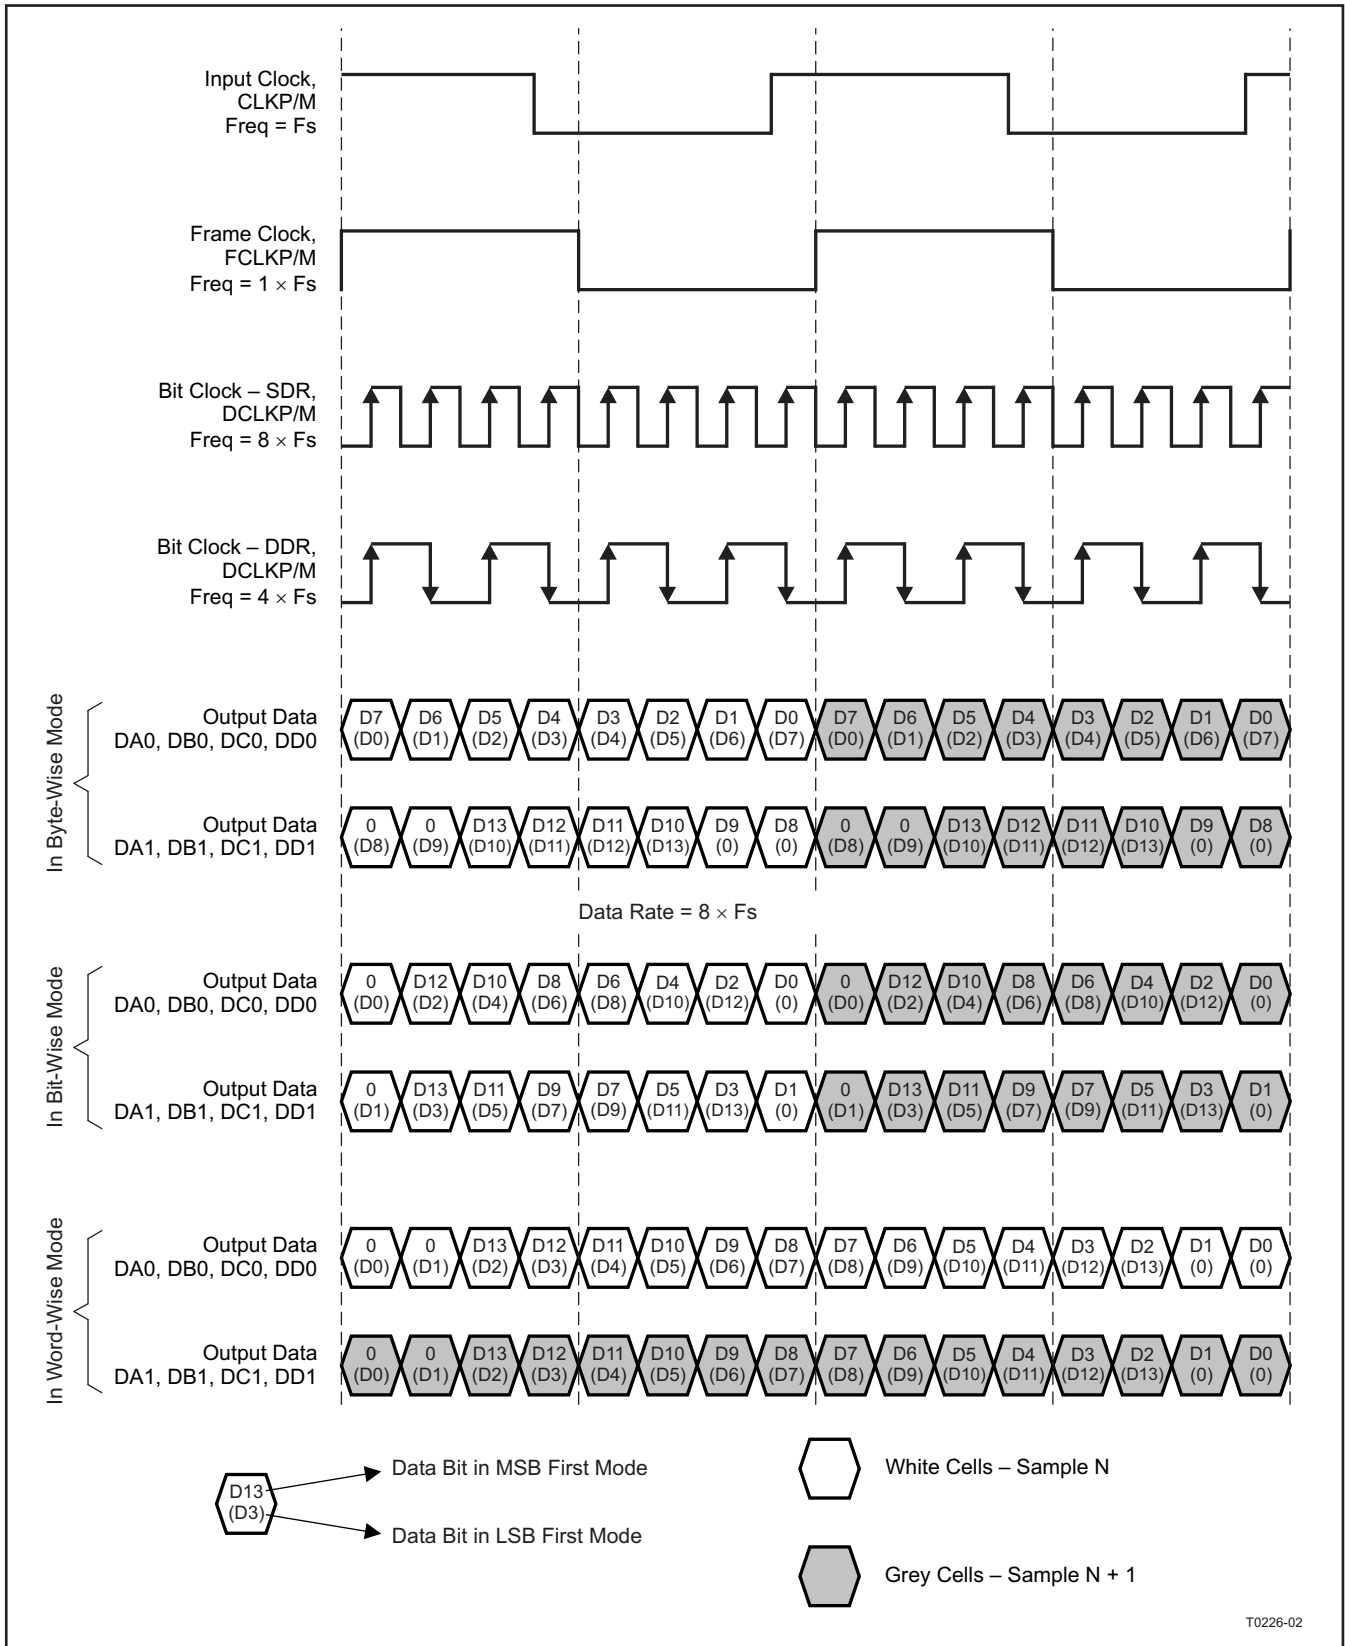 Input Clock,
CLKP/M
Freq = Fs
Frame Clock,
FCLKP/M
Freq = 1 × Fs
Bit Clock – SDR,
DCLKP/M
Freq = 8 × Fs
Bit Clock – DDR,
DCLKP/M
Freq = 4 × Fs
In Byte-Wise Mode
Output Data
DA0, DB0, DC0, DD0
D7 D6 D5 D4 D3 D2 D1 D0 D7 D6 D5 D4 D3 D2 D1 D0
(D0) (D1) (D2) (D3) (D4) (D5) (D6) (D7) (D0) (D1) (D2) (D3) (D4) (D5) (D6) (D7)
Output Data
DA1, DB1, DC1, DD1
0 0 D13 D12 D11 D10 D9 D8 0 0 D13 D12 D11 D10 D9 D8
(D8) (D9) (D10) (D11) (D12) (D13) (0) (0) (D8) (D9) (D10) (D11) (D12) (D13) (0) (0)
Data Rate = 8 × Fs
In Bit-Wise Mode
Output Data
DA0, DB0, DC0, DD0
0 D12 D10 D8 D6 D4 D2 D0 0 D12 D10 D8 D6 D4 D2 D0
(D0) (D2) (D4) (D6) (D8) (D10) (D12) (0) (D0) (D2) (D4) (D6) (D8) (D10) (D12) (0)
Output Data
DA1, DB1, DC1, DD1
0 D13 D11 D9 D7 D5 D3 D1 0 D13 D11 D9 D7 D5 D3 D1
(D1) (D3) (D5) (D7) (D9) (D11) (D13) (0) (D1) (D3) (D5) (D7) (D9) (D11) (D13) (0)
In Word-Wise Mode
Output Data
DA0, DB0, DC0, DD0
0 0 D13 D12 D11 D10 D9 D8 D7 D6 D5 D4 D3 D2 D1 D0
(D0) (D1) (D2) (D3) (D4) (D5) (D6) (D7) (D8) (D9) (D10) (D11) (D12) (D13) (0) (0)
Output Data
DA1, DB1, DC1, DD1
0 0 D13 D12 D11 D10 D9 D8 D7 D6 D5 D4 D3 D2 D1 D0
(D0) (D1) (D2) (D3) (D4) (D5) (D6) (D7) (D8) (D9) (D10) (D11) (D12) (D13) (0) (0)
D13
(D3)
Data Bit in MSB First Mode
Data Bit in LSB First Mode
White Cells – Sample N
Grey Cells – Sample N + 1
T0226-02